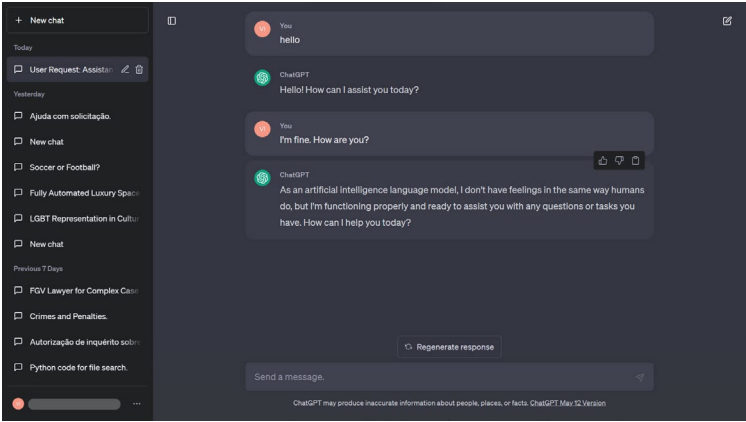 + New chat
Today
User Request: Assistan
Yesterday
Ajuda com solicitação.
New chat
Soccer or Football?
Fully Automated Luxury Space
LGBT Representation in Cultur
New chat
Previous 7 Days
FGV Lawyer for Complex Case
Crimes and Penalties.
Autorização de inquérito sobre
Python code for file search.
VI
...
VI
You
hello
ChatGPT
Hello! How can I assist you today?
VI
You
I'm fine. How are you?
ChatGPT
As an artificial intelligence language model, I don't have feelings in the same way humans
do, but I'm functioning properly and ready to assist you with any questions or tasks you
have. How can I help you today?
Regenerate response
Send a message.
ChatGPT may produce inaccurate information about people, places, or facts. ChatGPT May 12 Version